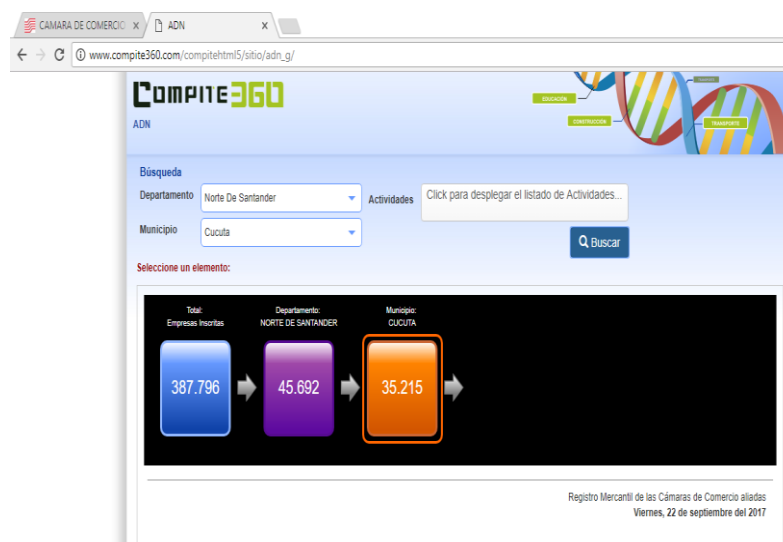 CAMARA DE COMERCIO
ADN
www.compite360.com/compitehtml5/sitio/adn_g/
COMPITE360
ADN
EDUCACIÓN
CONSTRUCCIÓN
TRANSPORTE
Búsqueda
Departamento
Norte De Santander
Actividades
Click para desplegar el listado de Actividades...
Municipio
Cucuta
Buscar
Seleccione un elemento:
Total:
Empresas Inscritas
Departamento:
NORTE DE SANTANDER
Municipio:
CUCUTA
387.796
45.692
35.215
Registro Mercantil de las Cámaras de Comercio aliadas
Viernes, 22 de septiembre del 2017